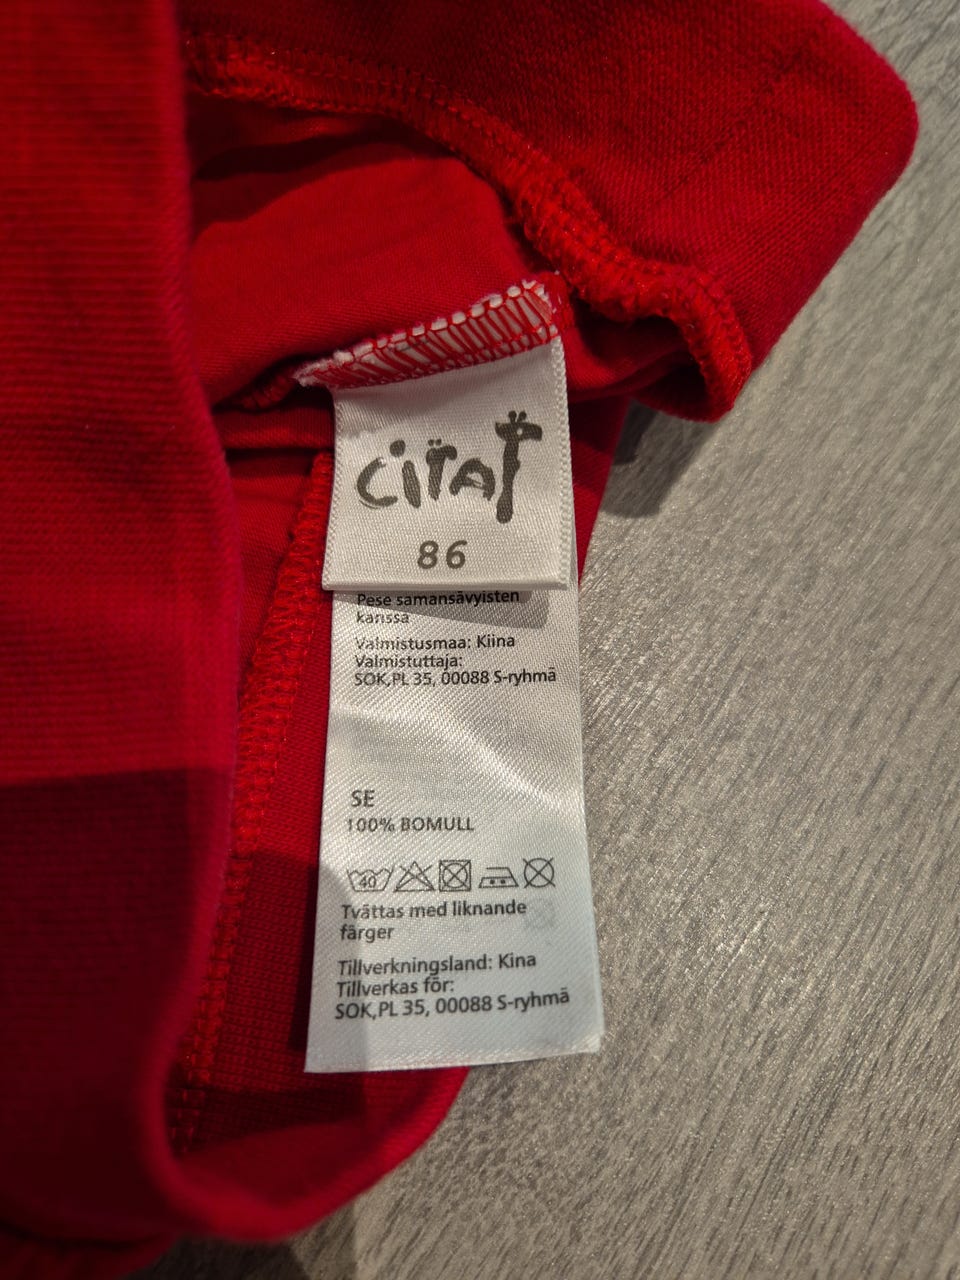 CiTAT
86
Pese samansävyisten
kanssa
Valmistusmaa: Kiina
Valmistuttaja:
SOK,PL 35, 00088 S-ryhmä
SE
100% BOMULL
40
Tvättas med liknande
färger
Tillverkningsland: Kina
Tillverkas för:
SOK,PL 35, 00088 S-ryhmä